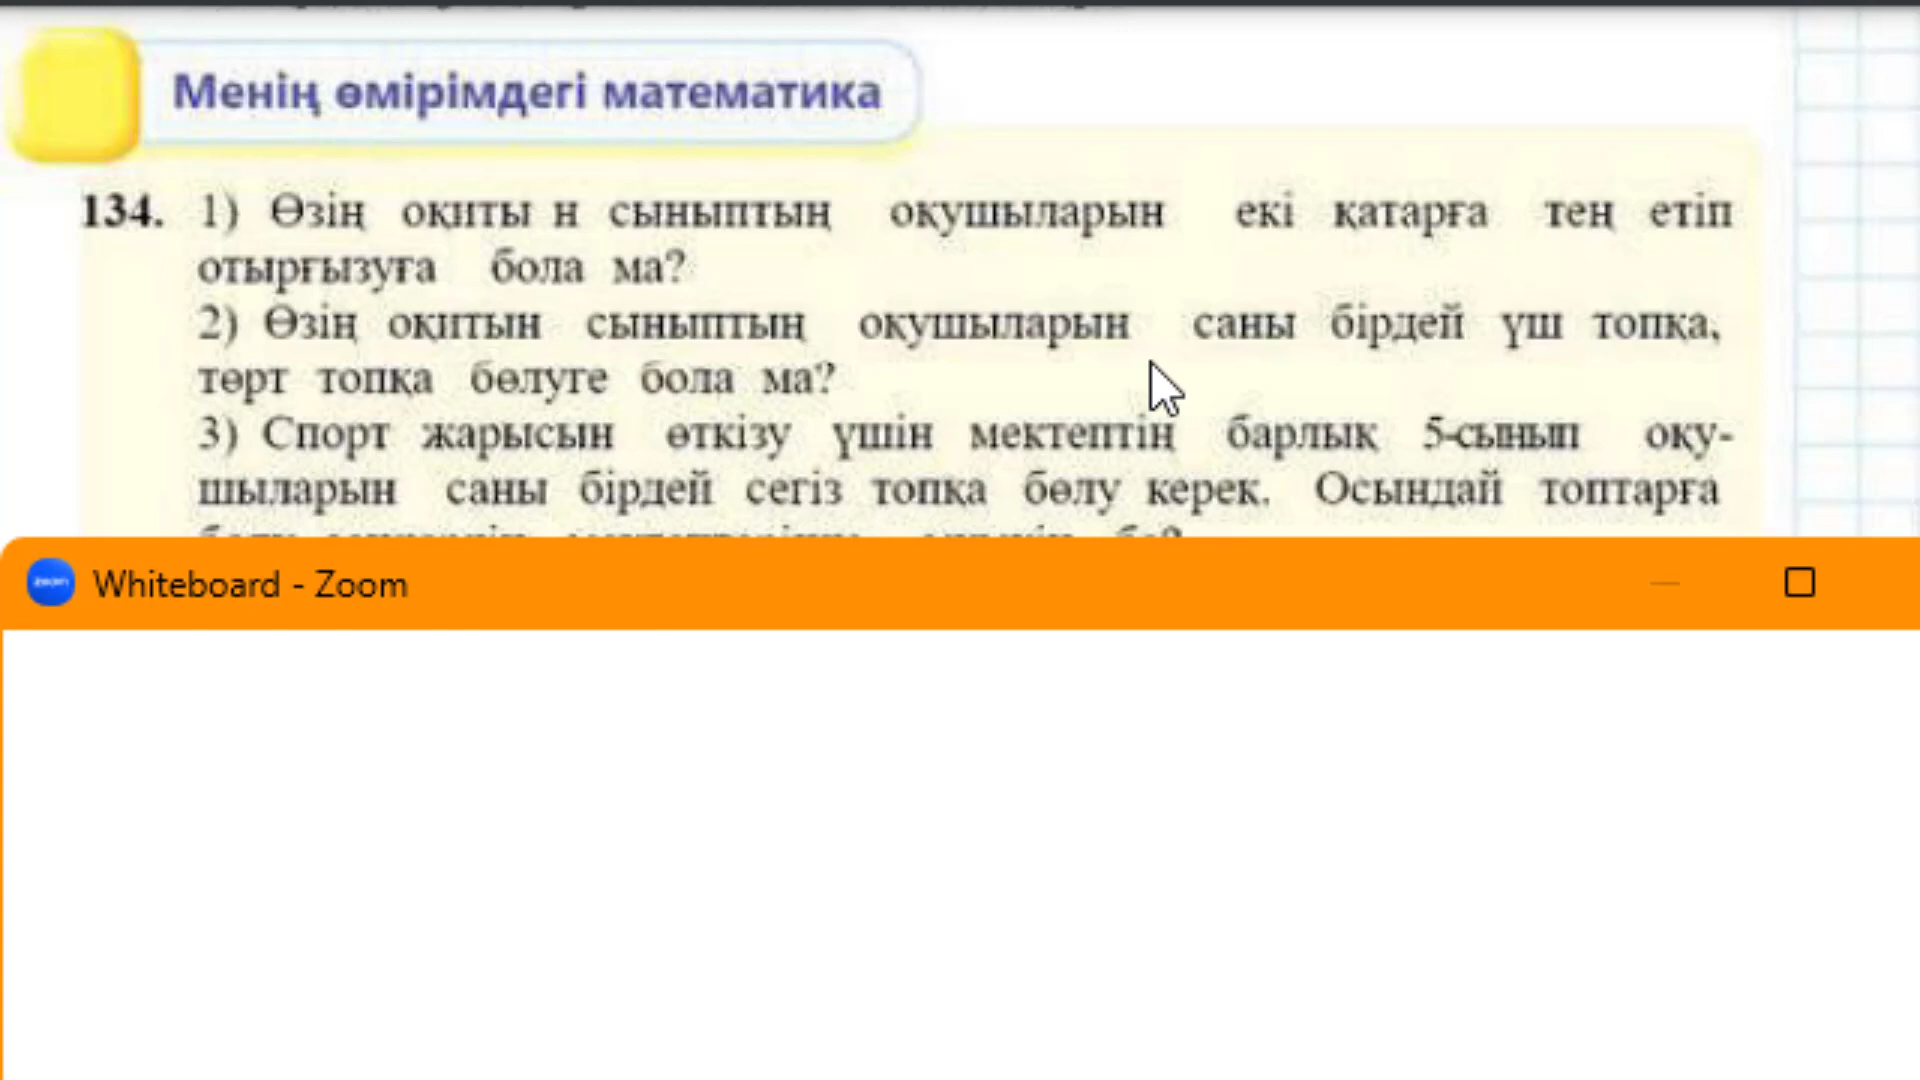 Менің өмірімдегі математика
134. 1) Өзің оқиты н сыныптың оқушыларын екі қатарға тең етіп
отырғызуға бола ма?
2) Өзің оқитын сыныптың оқушыларын саны бірдей үш топқа,
төрт топқа бөлуге бола ма?
3) Спорт жарысын өткізу үшін мектептің барлық 5-сынып оқу-
шыларын саны бірдей сегіз топқа бөлу керек. Осындай топтарға
zoom Whiteboard - Zoom